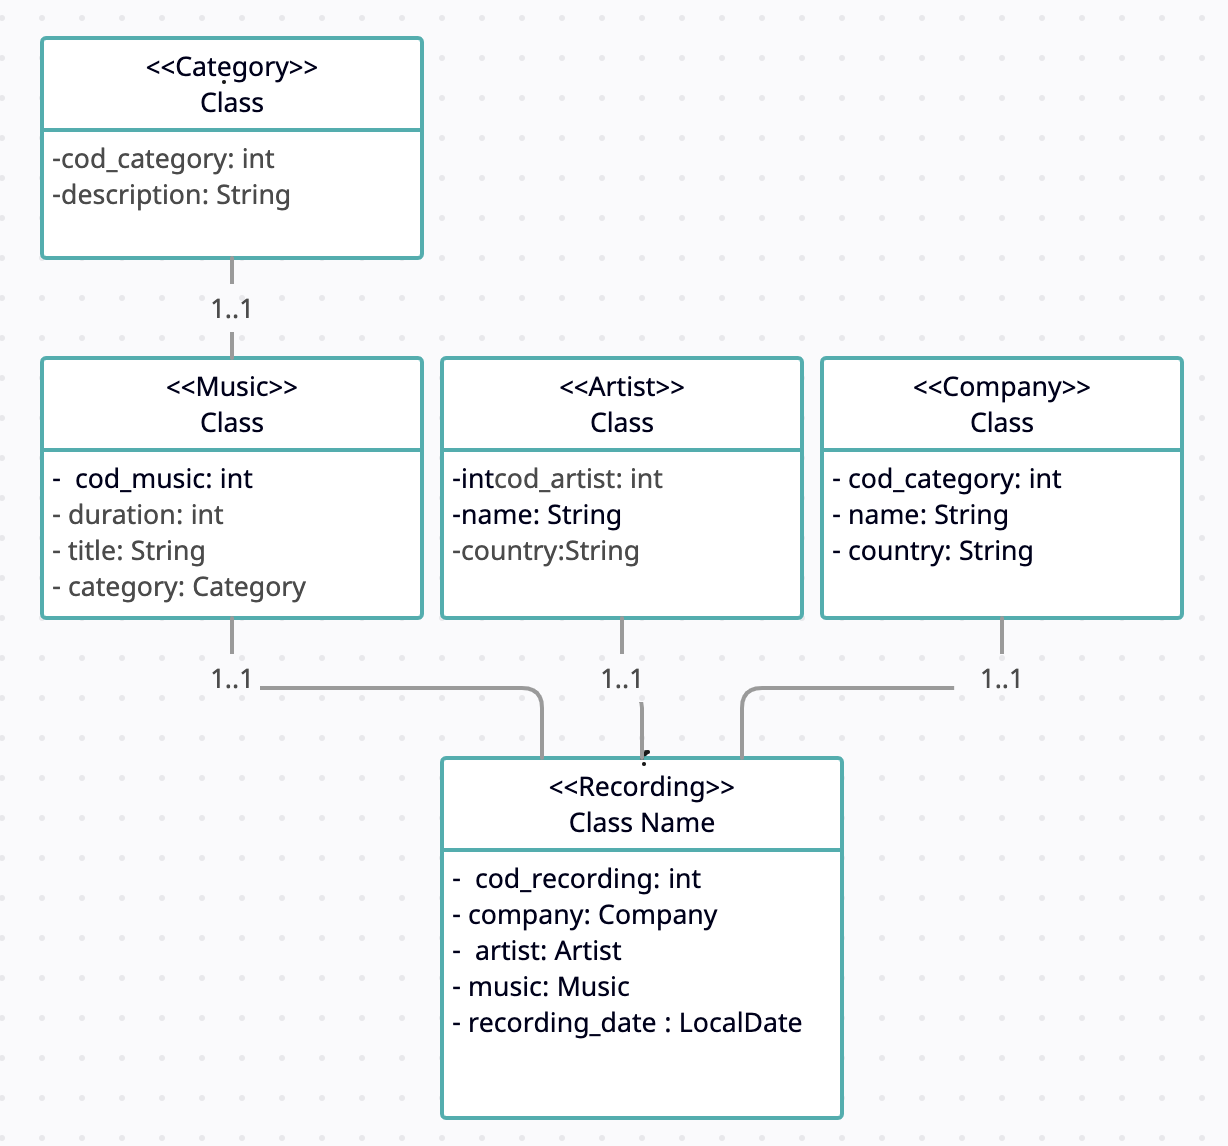 <<Category>>
Class
-cod_category: int
-description: String
1..1
<<Music>>
Class
-  cod_music: int
- duration: int
- title: String
- category: Category
<<Artist>>
Class
-intcod_artist: int
-name: String
-country:String
<<Company>>
Class
- cod_category: int
- name: String
- country: String
1..1
1..1
1..1
<<Recording>>
Class Name
-  cod_recording: int
- company: Company
-  artist: Artist
- music: Music
- recording_date : LocalDate